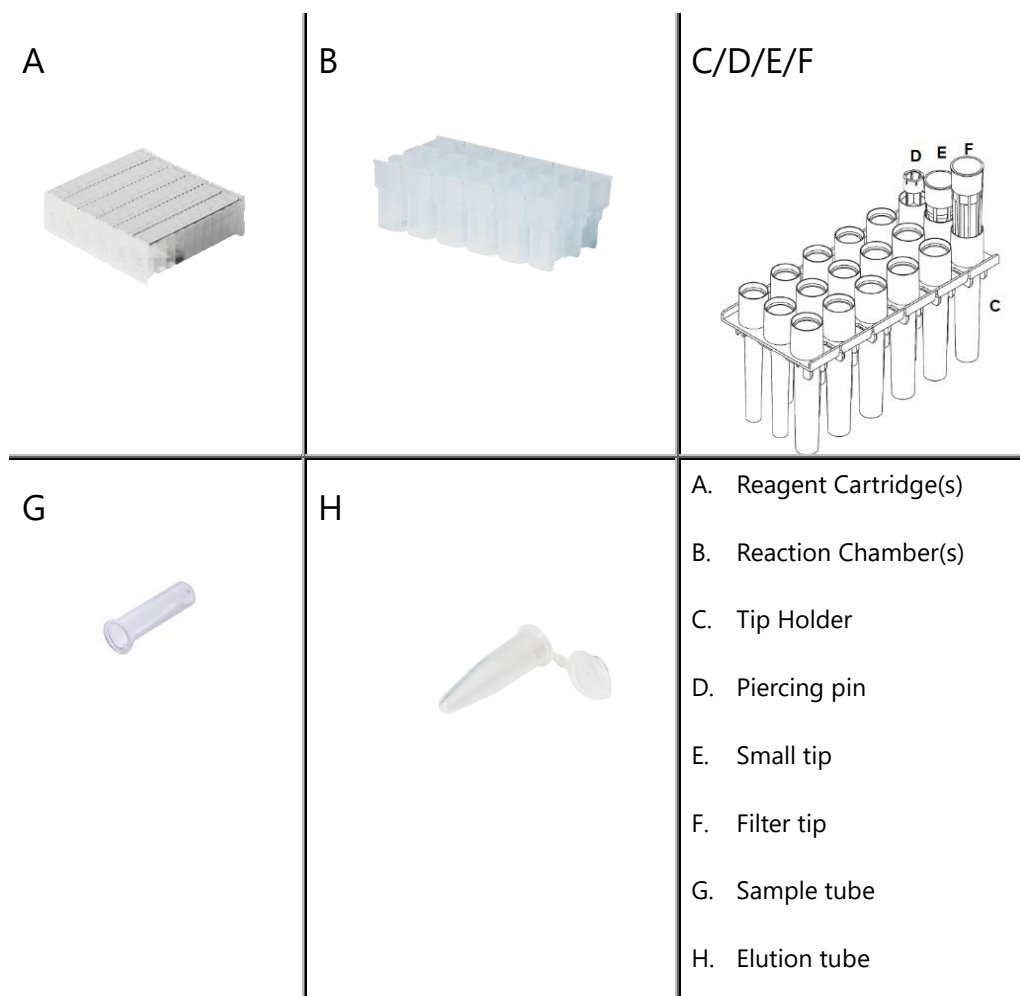 A
B
C/D/E/F
D E F
C
G
H
A. Reagent Cartridge(s)
B. Reaction Chamber(s)
C. Tip Holder
D. Piercing pin
E. Small tip
F. Filter tip
G. Sample tube
H. Elution tube